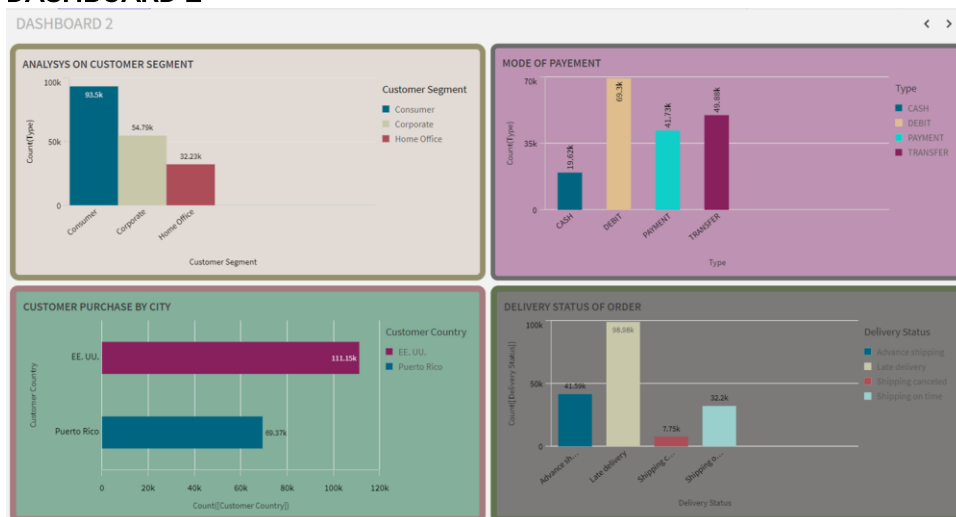 DASHBOARD 2
DASHBOARD 2
ANALYSYS ON CUSTOMER SEGMENT
100k
50k
0
Count(Type)
93.5k
54.79k
32.23k
Consumer
Corporate
Home Office
Customer Segment
Customer Segment
Consumer
Corporate
Home Office
MODE OF PAYEMENT
70k
35k
0
Count(Type)
19.62k
69.3k
41.73k
49.88k
CASH
DEBIT
PAYMENT
TRANSFER
Type
Type
CASH
DEBIT
PAYMENT
TRANSFER
CUSTOMER PURCHASE BY CITY
Customer Country
EE. UU.
111.15k
Puerto Rico
69.37k
0 20k 40k 60k 80k 100k 120k
Count([Customer Country])
Customer Country
EE. UU.
Puerto Rico
DELIVERY STATUS OF ORDER
100k
50k
0
Count([Delivery Status])
41.59k
7.75k
32.2k
Advance sh...
Late delivery
Shipping c...
Shipping o...
Delivery Status
Delivery Status
Advance shipping
Late delivery
Shipping canceled
Shipping on time